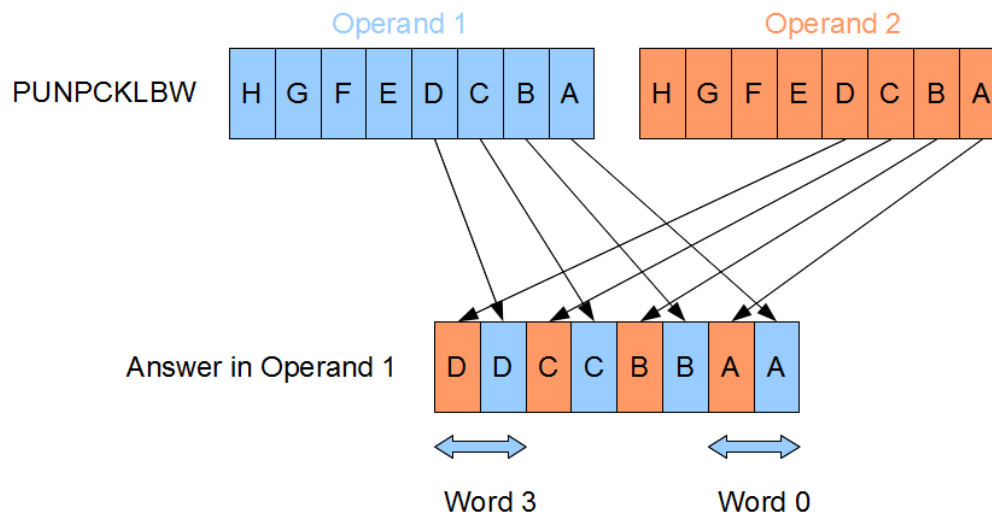 Operand 1 Operand 2
PUNPCKLBW H G F E D C B A H G F E D C B A
Answer in Operand 1 D D C C B B A A
Word 3 Word 0